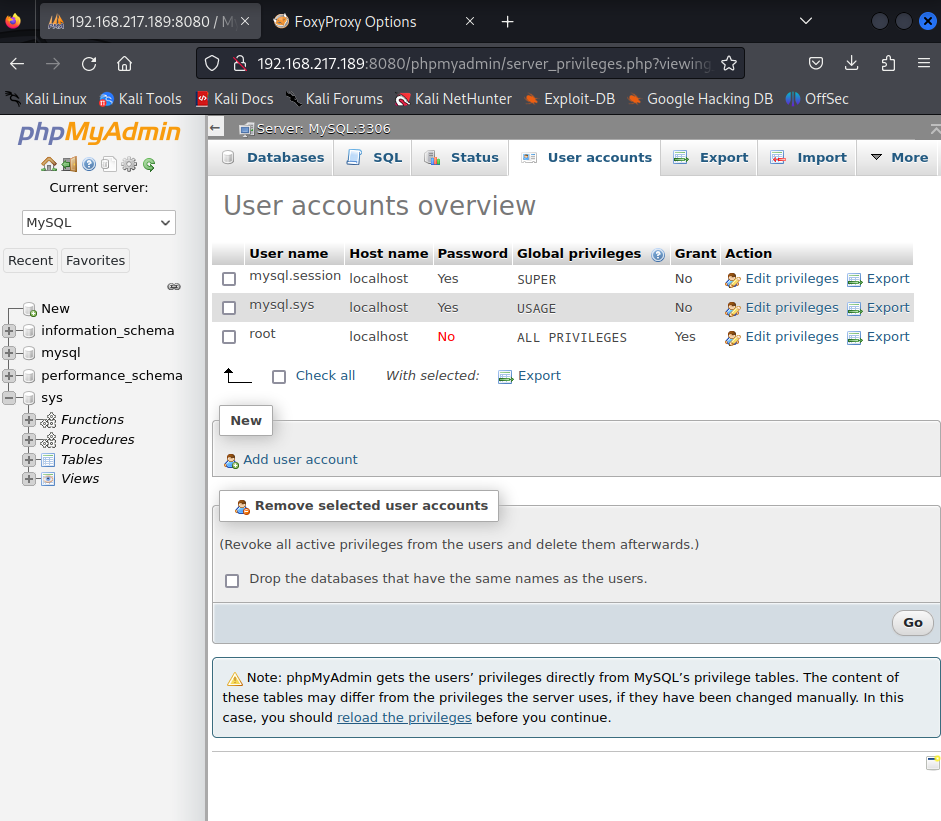 192.168.217.189:8080 / My
FoxyProxy Options
192.168.217.189:8080/phpmyadmin/server_privileges.php?viewing
Kali Linux Kali Tools Kali Docs Kali Forums Kali NetHunter Exploit-DB Google Hacking DB OffSec
phpMyAdmin
Current server:
MySQL
Recent Favorites
New
information_schema
mysql
performance_schema
sys
Functions
Procedures
Tables
Views
Server: MySQL:3306
Databases SQL Status User accounts Export Import More
User accounts overview
User name Host name Password Global privileges Grant Action
mysql.session localhost Yes SUPER No Edit privileges Export
mysql.sys localhost Yes USAGE No Edit privileges Export
root localhost No ALL PRIVILEGES Yes Edit privileges Export
Check all With selected: Export
New
Add user account
Remove selected user accounts
(Revoke all active privileges from the users and delete them afterwards.)
Drop the databases that have the same names as the users.
Go
Note: phpMyAdmin gets the users’ privileges directly from MySQL’s privilege tables. The content of
these tables may differ from the privileges the server uses, if they have been changed manually. In this
case, you should reload the privileges before you continue.